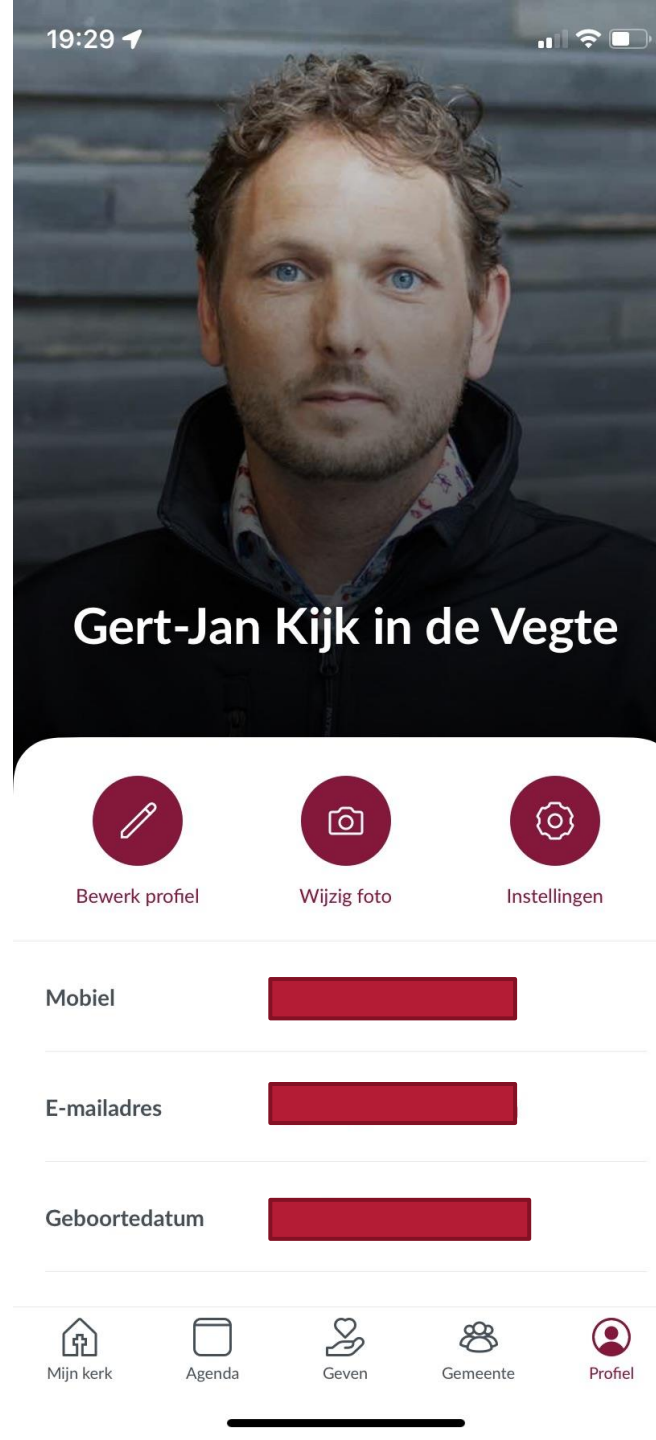 19:29
Gert-Jan Kijk in de Vegte
Bewerk profiel
Wijzig foto
Instellingen
Mobiel
E-mailadres
Geboortedatum
Mijn kerk
Agenda
Geven
Gemeente
Profiel